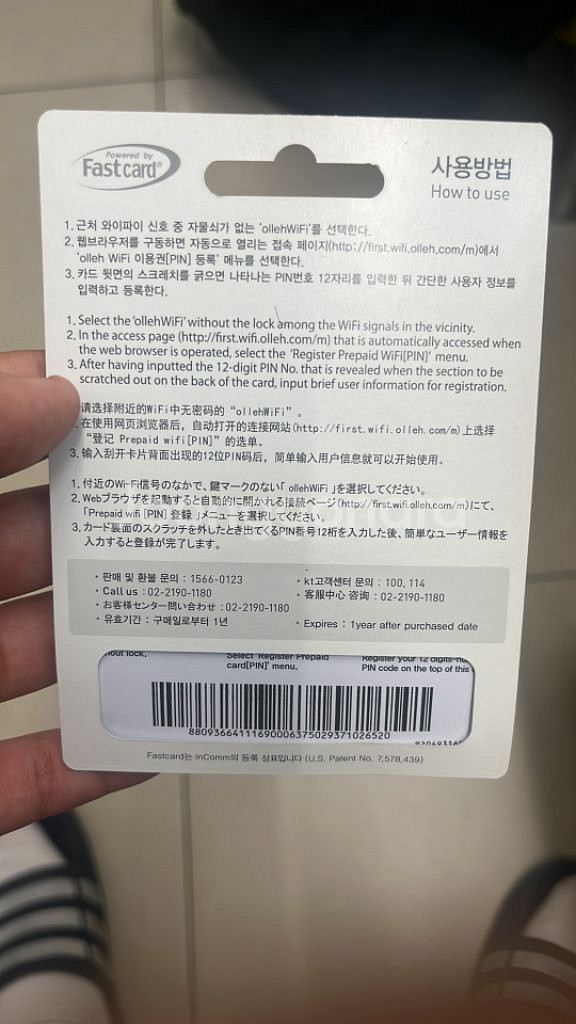 Powered by
Fastcard®
사용방법
How to use
1. 근처 와이파이 신호 중 자물쇠가 없는 'ollehWiFi'를 선택한다.
2. 웹브라우저를 구동하면 자동으로 열리는 접속 페이지(http://first.wifi.olleh.com/m)에서
'olleh WiFi 이용권[PIN] 등록' 메뉴를 선택한다.
3. 카드 뒷면의 스크레치를 긁으면 나타나는 PIN번호 12자리를 입력한 뒤 간단한 사용자 정보를
입력하고 등록한다.
1. Select the 'ollehWiFi' without the lock among the WiFi signals in the vicinity.
2. In the access page (http://first.wifi.olleh.com/m) that is automatically accessed when
the web browser is operated, select the 'Register Prepaid WiFi[PIN]' menu.
3. After having inputted the 12-digit PIN No. that is revealed when the section to be
scratched out on the back of the card, input brief user information for registration.
请选择附近的WiFi中无密码的“ollehWiFi”。
在使用网页浏览器后，自动打开的连接网站(http://first.wifi.olleh.com/m)上选择
“登记 Prepaid wifi[PIN]”的选单。
3. 输入刮开卡片背面出现的12位PIN码后，简单输入用户信息就可以开始使用。
1. 付近のWi-Fi信号のなかで、鍵マークのない「ollehWiFi」を選択してください。
2. Webブラウザを起動すると自動的に開かれる接続ページ(http://first.wifi.olleh.com/m)にて、
「Prepaid wifi [PIN] 登録」メニューを選択してください。
3. カード裏面のスクラッチを外したとき出てくるPIN番号12桁を入力した後、簡単なユーザー情報を
入力すると登録が完了します。
· 판매 및 환불 문의 : 1566-0123
· kt고객센터 문의 : 100, 114
· Call us : 02-2190-1180
· 客服中心 咨询 : 02-2190-1180
· お客様センター問い合わせ : 02-2190-1180
· 유효기간 : 구매일로부터 1년
· Expires : 1year after purchased date
out lock,
Select 'Register Prepaid
card[PIN]' menu.
Register your 12 digits-nu
PIN code on the top of this
8809366411169000637502937102652​0
Fastcard는 InComm의 등록 상표입니다 (U.S. Patent No. 7,578,439)